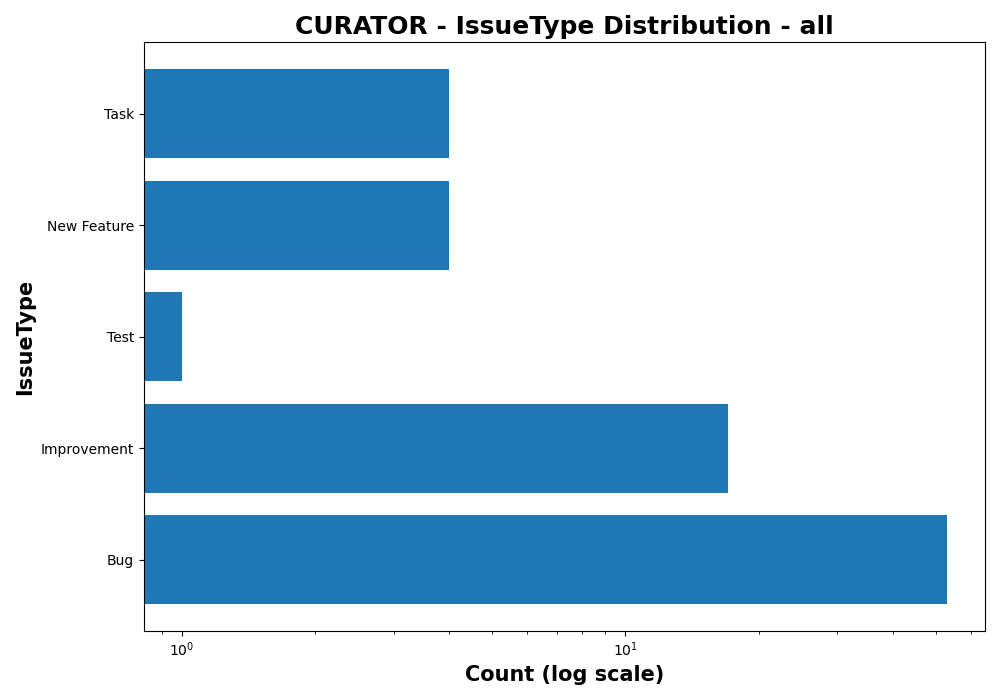 CURATOR - IssueType Distribution - all
Task
New Feature
Test
Improvement
Bug
IssueType
10⁰
10¹
Count (log scale)